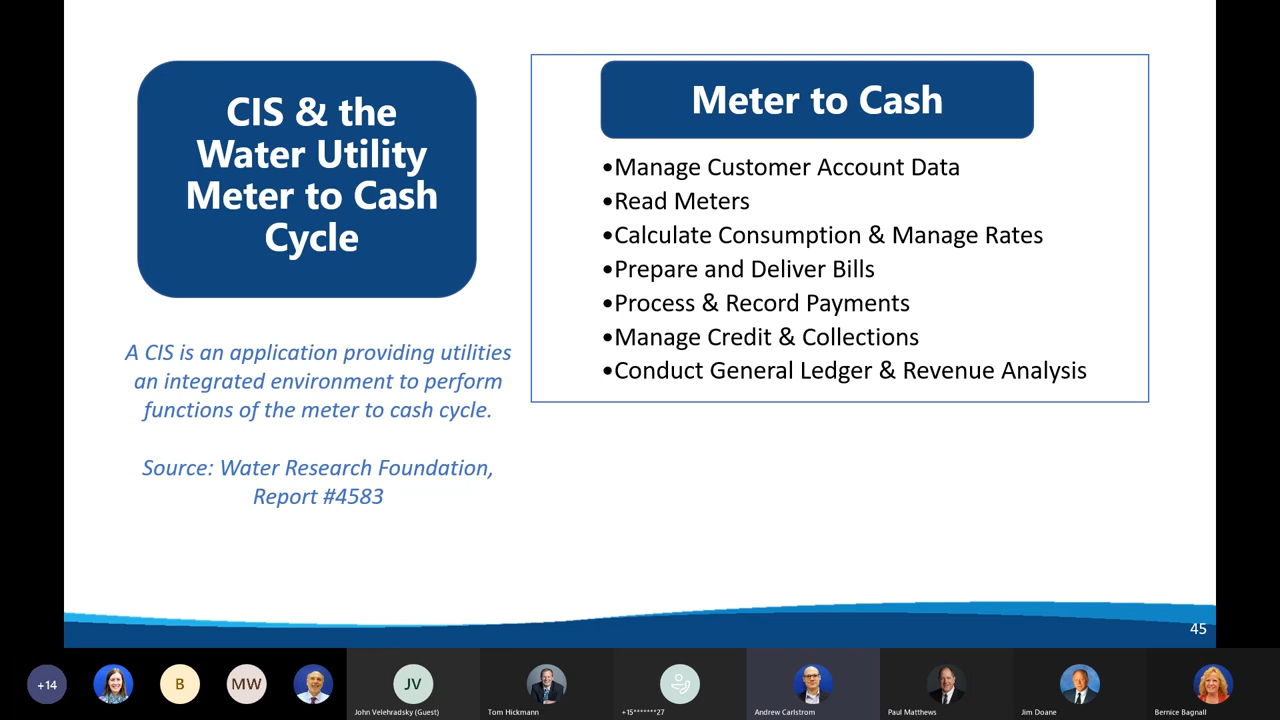 CIS & the
Water Utility
Meter to Cash
Cycle
A CIS is an application providing utilities
an integrated environment to perform
functions of the meter to cash cycle.
Source: Water Research Foundation,
Report #4583
Meter to Cash
•Manage Customer Account Data
•Read Meters
•Calculate Consumption & Manage Rates
•Prepare and Deliver Bills
•Process & Record Payments
•Manage Credit & Collections
•Conduct General Ledger & Revenue Analysis
45
+14
B
MW
JV
John Velehradsky (Guest)
Tom Hickmann
+15*******27
Andrew Carlstrom
Paul Matthews
Jim Doane
Bernice Bagnall